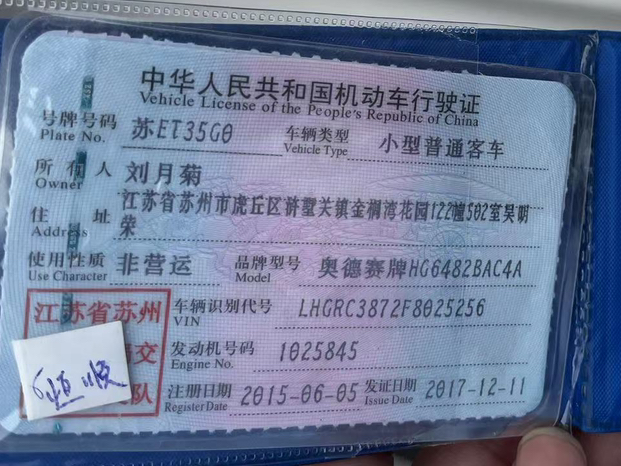 中华人民共和国机动车行驶证
Vehicle License of the People's Republic of China
号牌号码 Plate No. 苏ET35G0 车辆类型 Vehicle Type 小型普通客车
所有人 Owner 刘月菊
住址 Address 江苏省苏州市虎丘区浒墅关镇金榈湾花园122幢502室吴明
荣
使用性质 Use Character 非营运 品牌型号 Model 奥德赛牌HG6482BAC4A
江苏省苏州
交
队
车辆识别代号 VIN LHGRC3872F8025256
发动机号码 Engine No. 1025845
注册日期 Register Date 2015-06-05 发证日期 Issue Date 2017-12-11
顺